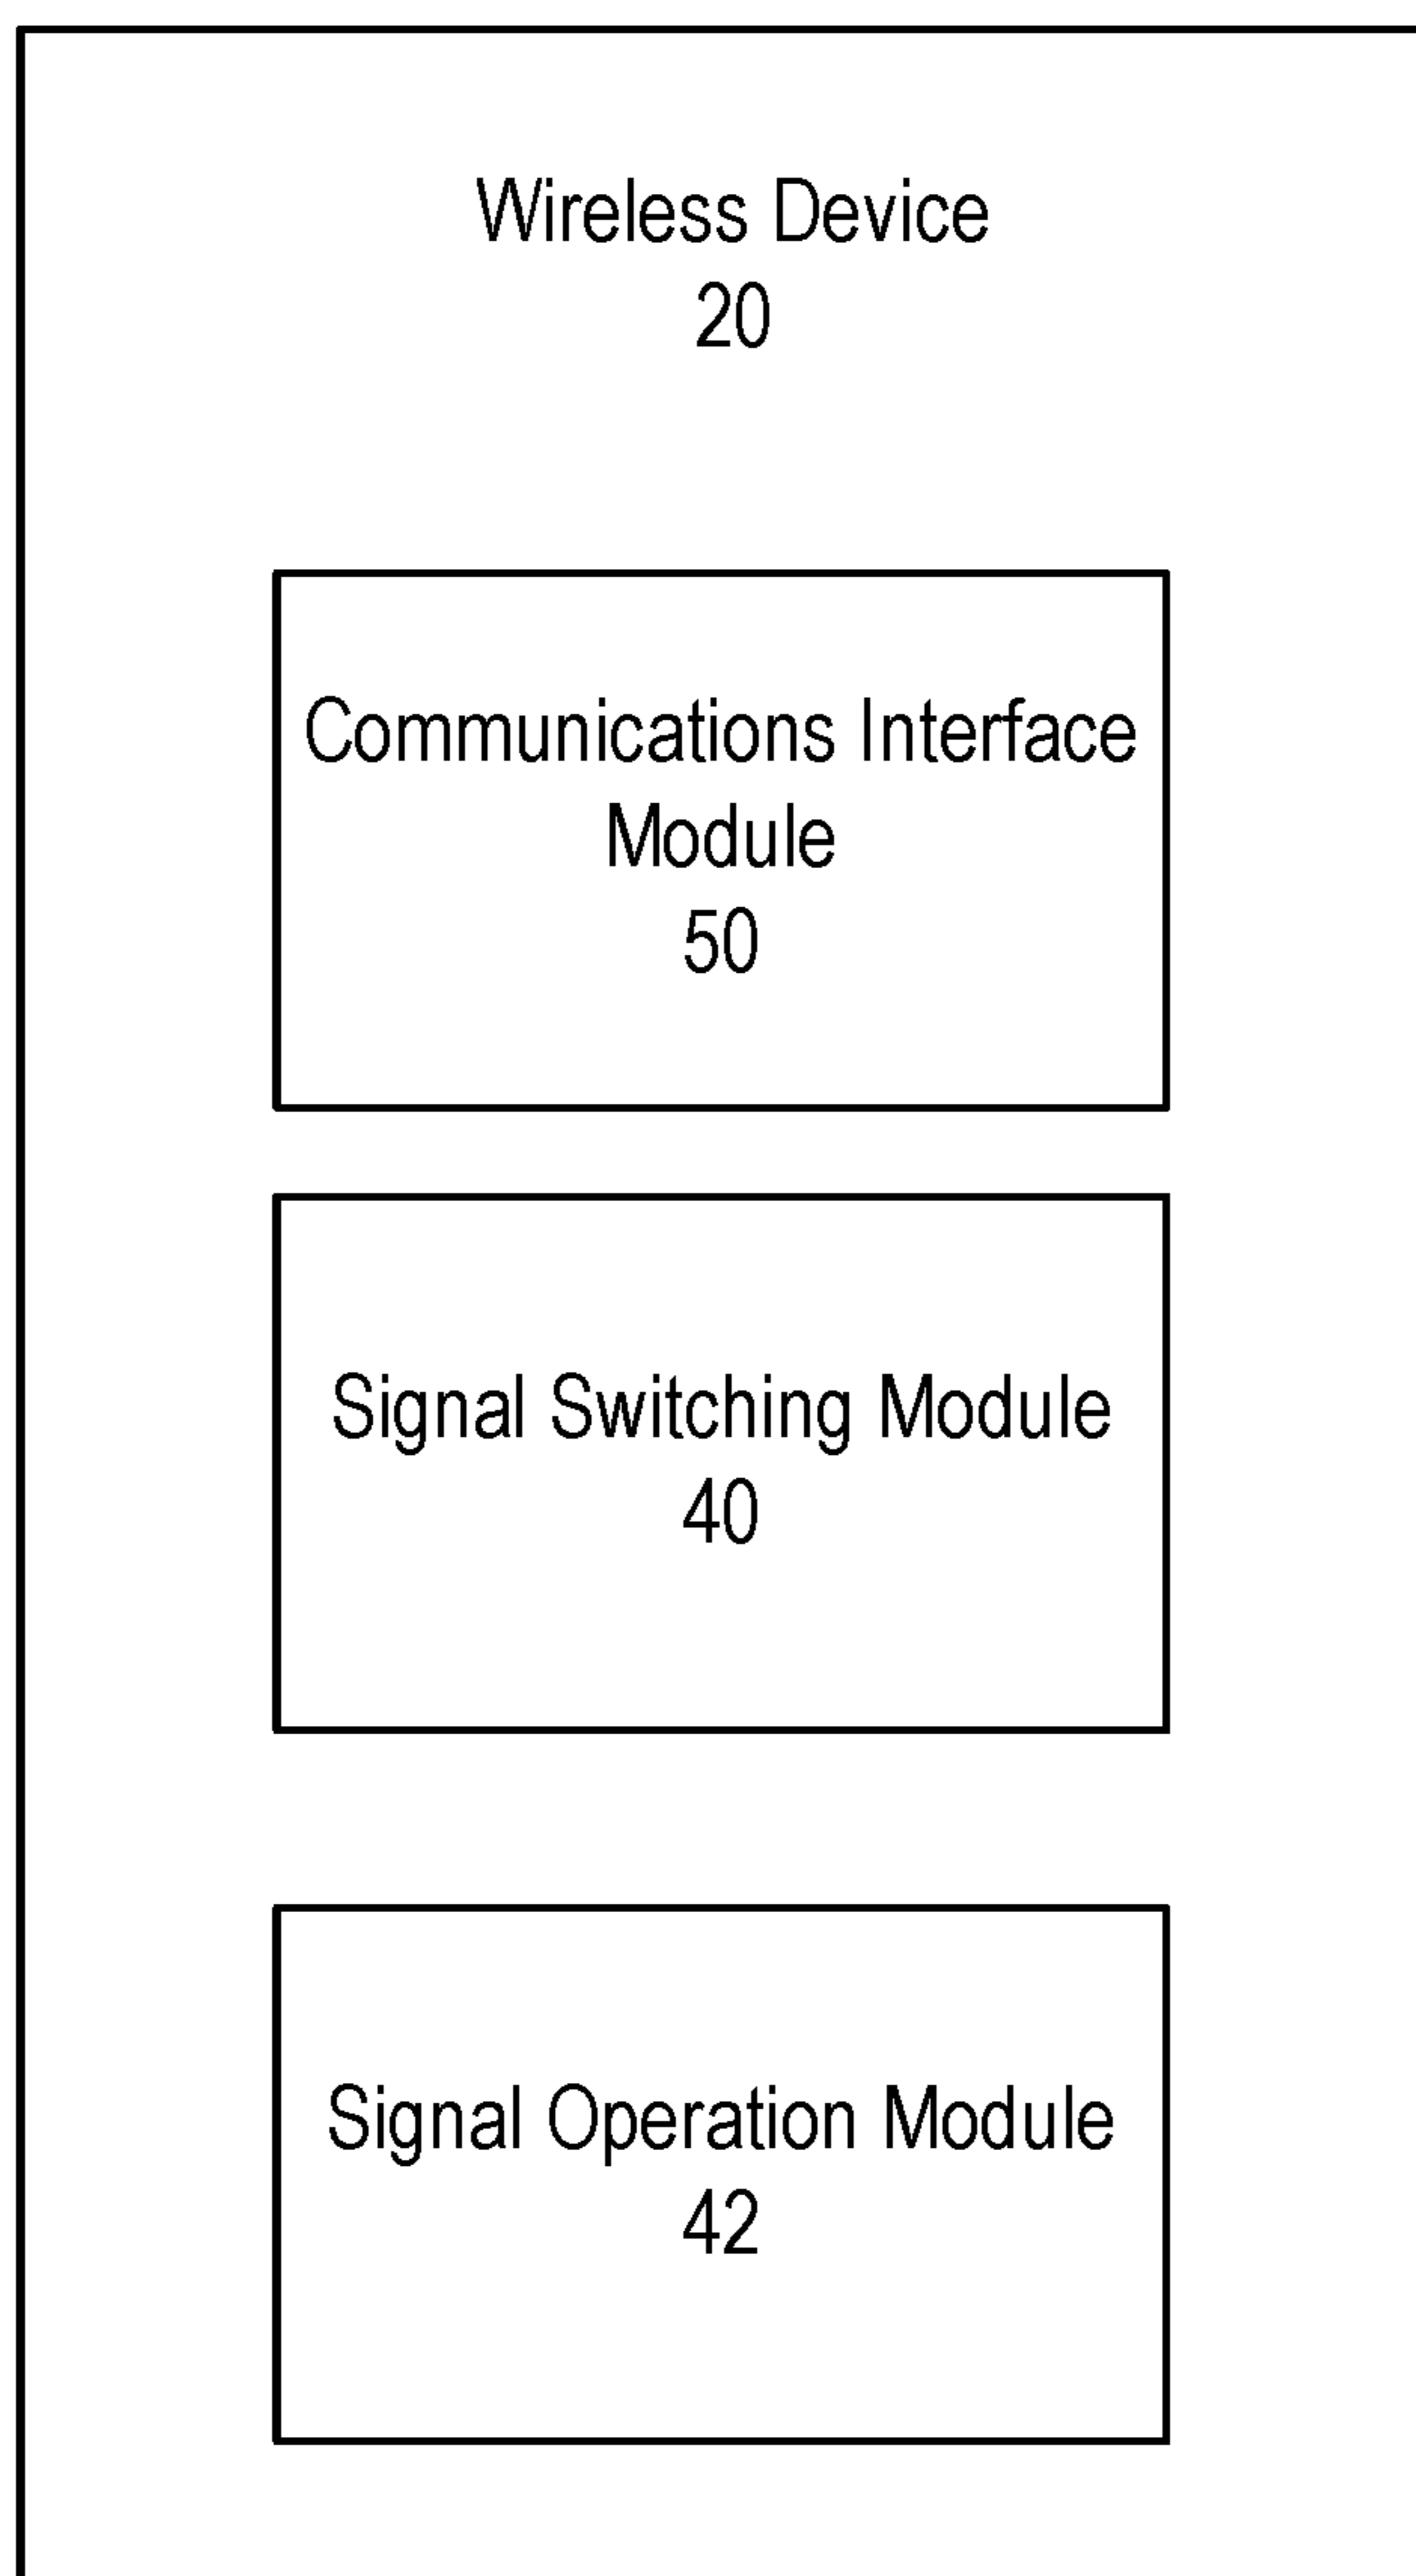 Wireless Device
20
Communications Interface
Module
50
Signal Switching Module
40
Signal Operation Module
42